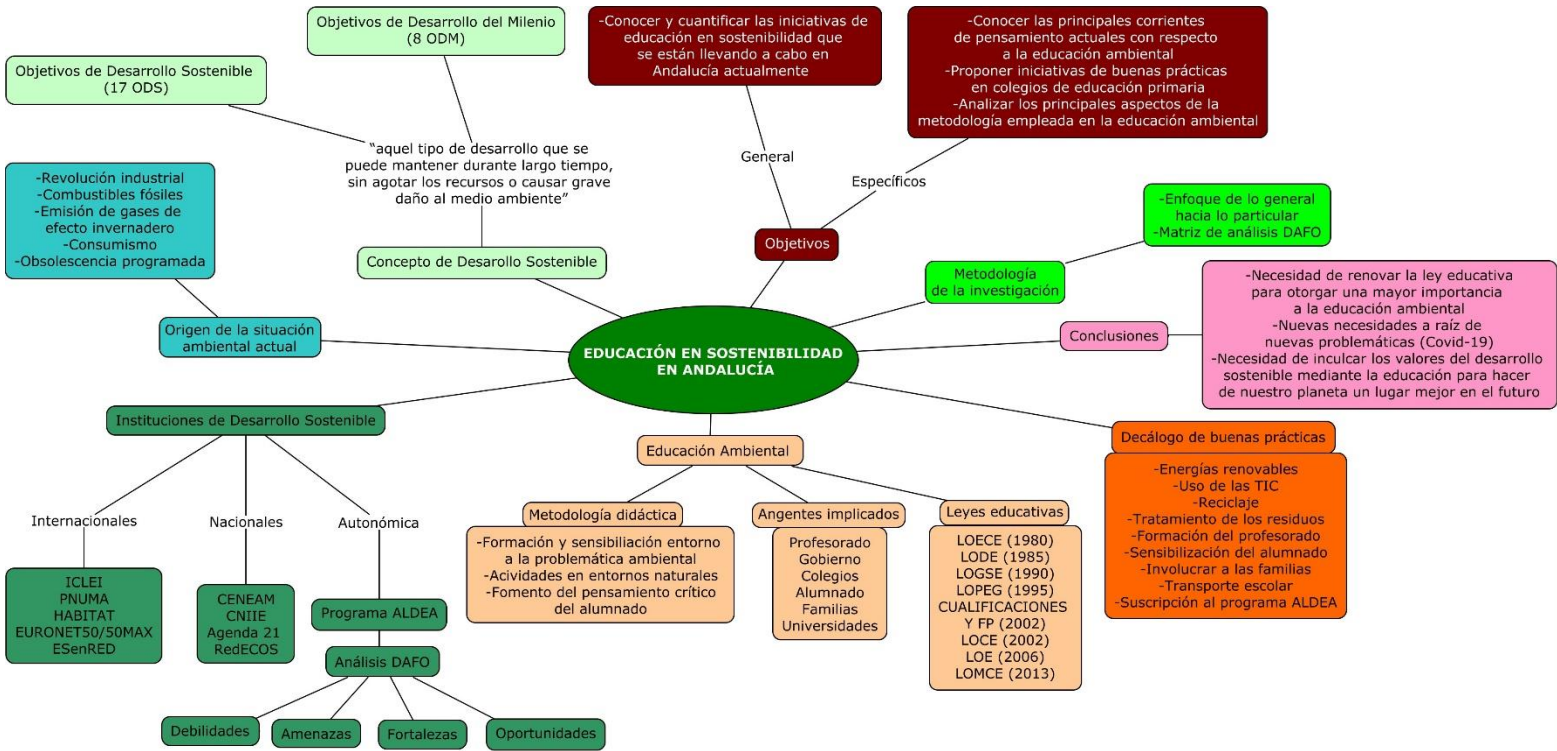 Objetivos de Desarrollo del Milenio
(8 ODM)
Objetivos de Desarrollo Sostenible
(17 ODS)
“aquel tipo de desarrollo que se
puede mantener durante largo tiempo,
sin agotar los recursos o causar grave
daño al medio ambiente”
Concepto de Desarollo Sostenible
-Conocer y cuantificar las iniciativas de
educación en sostenibilidad que
se están llevando a cabo en
Andalucía actualmente
-Conocer las principales corrientes
de pensamiento actuales con respecto
a la educación ambiental
-Proponer iniciativas de buenas prácticas
en colegios de educación primaria
-Analizar los principales aspectos de la
metodología empleada en la educación ambiental
General
Específicos
Objetivos
-Revolución industrial
-Combustibles fósiles
-Emisión de gases de
efecto invernadero
-Consumismo
-Obsolescencia programada
Origen de la situación
ambiental actual
-Enfoque de lo general
hacia lo particular
-Matriz de análisis DAFO
Metodología
de la investigación
Conclusiones
-Necesidad de renovar la ley educativa
para otorgar una mayor importancia
a la educación ambiental
-Nuevas necesidades a raíz de
nuevas problemáticas (Covid-19)
-Necesidad de inculcar los valores del desarrollo
sostenible mediante la educación para hacer
de nuestro planeta un lugar mejor en el futuro
EDUCACIÓN EN SOSTENIBILIDAD
EN ANDALUCÍA
Instituciones de Desarrollo Sostenible
Internacionales
Nacionales
Autonómica
ICLEI
PNUMA
HABITAT
EURONET50/50MAX
ESenRED
CENEAM
CNIIE
Agenda 21
RedECOS
Programa ALDEA
Análisis DAFO
Debilidades
Amenazas
Fortalezas
Oportunidades
Educación Ambiental
Metodología didáctica
-Formación y sensibiliación entorno
a la problemática ambiental
-Acividades en entornos naturales
-Fomento del pensamiento crítico
del alumnado
Angentes implicados
Profesorado
Gobierno
Colegios
Alumnado
Familias
Universidades
Leyes educativas
LOECE (1980)
LODE (1985)
LOGSE (1990)
LOPEG (1995)
CUALIFICACIONES
Y FP (2002)
LOCE (2002)
LOE (2006)
LOMCE (2013)
Decálogo de buenas prácticas
-Energías renovables
-Uso de las TIC
-Reciclaje
-Tratamiento de los residuos
-Formación del profesorado
-Sensibilización del alumnado
-Involucrar a las familias
-Transporte escolar
-Suscripción al programa ALDEA